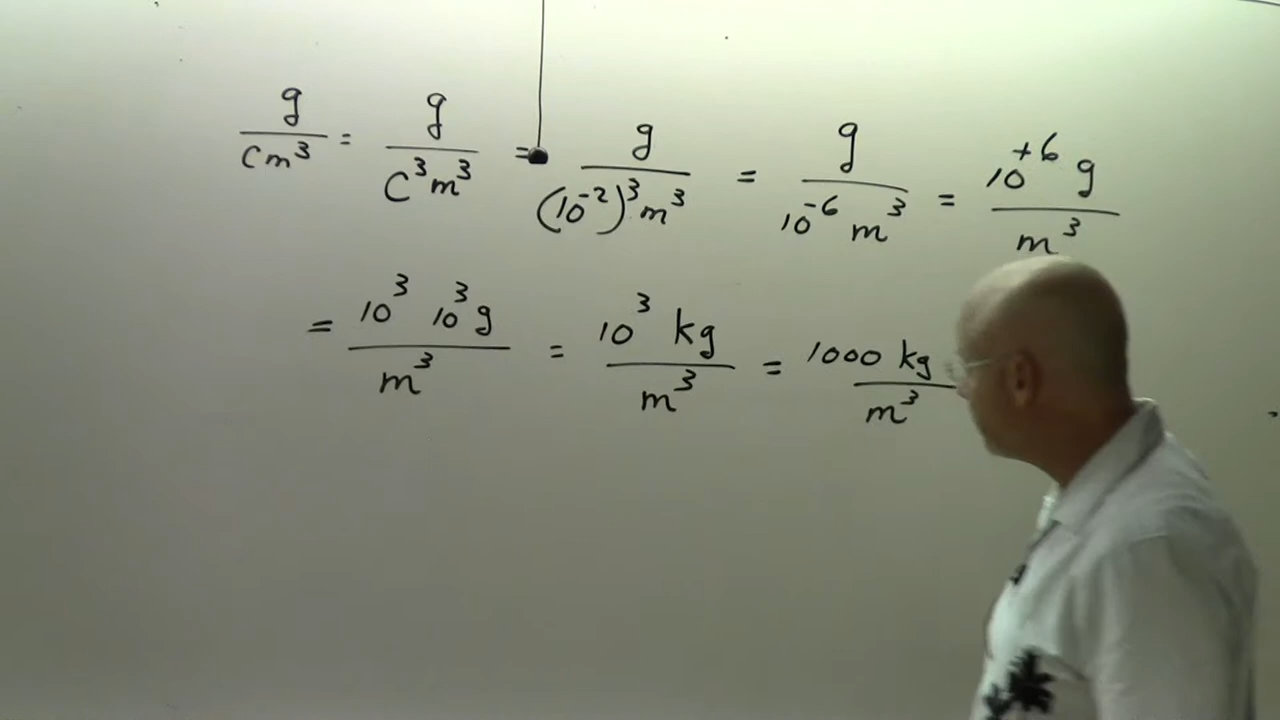 g/cm³ = g/c³m³ = g/(10⁻²)³m³ = g/10⁻⁶ m³ = 10⁺⁶ g/m³
= 10³ 10³g/m³ = 10³ kg/m³ = 1000 kg/m³